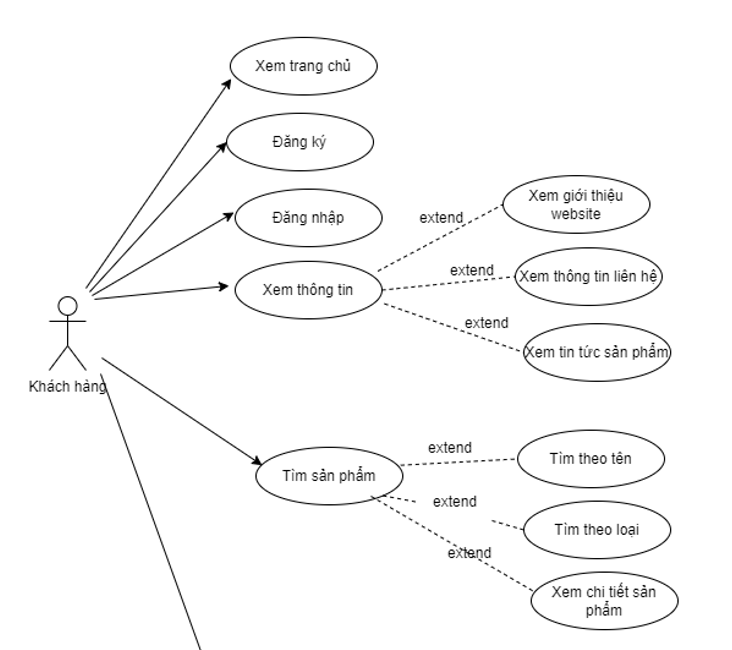 Xem trang chủ
Đăng ký
Đăng nhập
Xem thông tin
extend
Xem giới thiệu
website
extend
Xem thông tin liên hệ
extend
Xem tin tức sản phẩm
Khách hàng
Tìm sản phẩm
extend
Tìm theo tên
extend
Tìm theo loại
extend
Xem chi tiết sản
phẩm